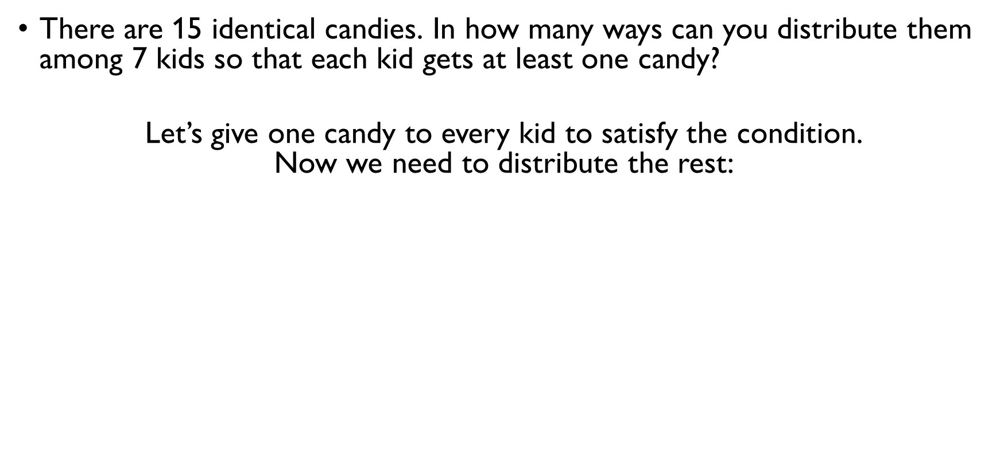 • There are 15 identical candies. In how many ways can you distribute them
among 7 kids so that each kid gets at least one candy?
Let’s give one candy to every kid to satisfy the condition.
Now we need to distribute the rest: